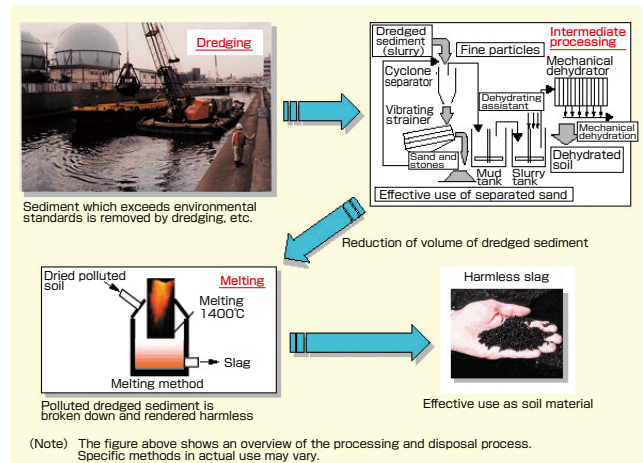 Dredging
Sediment which exceeds environmental
standards is removed by dredging, etc.
Intermediate
processing
Dredged
sediment
(slurry)
Fine particles
Cyclone
separator
Mechanical
dehydrator
Dehydrating
assistant
Vibrating
strainer
Mechanical
dehydration
Sand and
stones
Mud
tank
Slurry
tank
Dehydrated
soil
Effective use of separated sand
Reduction of volume of dredged sediment
Melting
Dried polluted
soil
Melting
1400℃
Slag
Melting method
Polluted dredged sediment is
broken down and rendered harmless
Harmless slag
Effective use as soil material
(Note) The figure above shows an overview of the processing and disposal process.
Specific methods in actual use may vary.